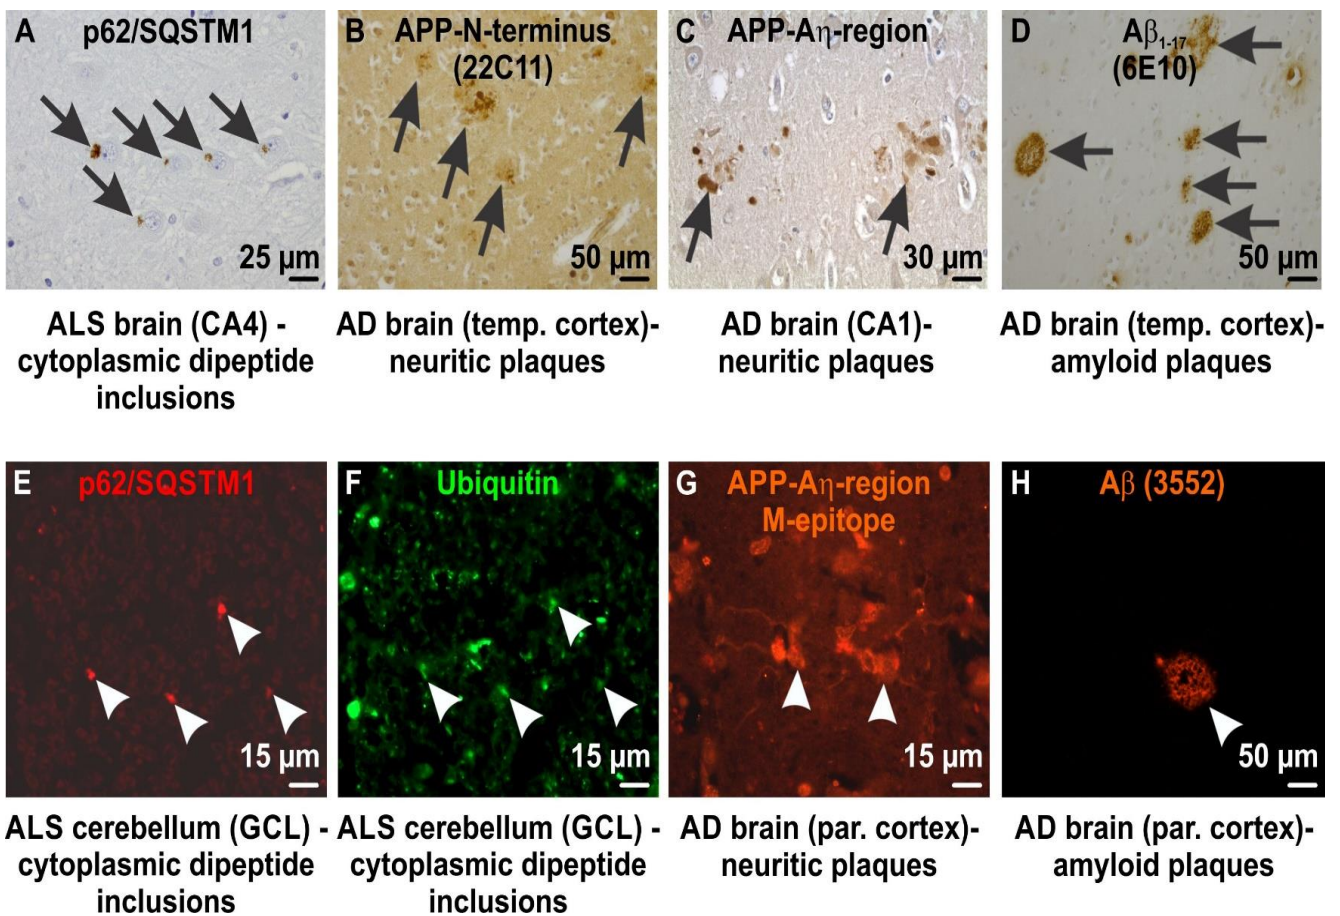 A p62/SQSTM1
B APP-N-terminus
(22C11)
C APP-Aη-region
D Aβ1-17
(6E10)
25 µm
50 µm
30 µm
50 µm
ALS brain (CA4) -
cytoplasmic dipeptide
inclusions
AD brain (temp. cortex)-
neuritic plaques
AD brain (CA1)-
neuritic plaques
AD brain (temp. cortex)-
amyloid plaques
E p62/SQSTM1
F Ubiquitin
G APP-Aη-region
M-epitope
H Aβ (3552)
15 µm
15 µm
15 µm
50 µm
ALS cerebellum (GCL) -
cytoplasmic dipeptide
inclusions
ALS cerebellum (GCL) -
cytoplasmic dipeptide
inclusions
AD brain (par. cortex)-
neuritic plaques
AD brain (par. cortex)-
amyloid plaques